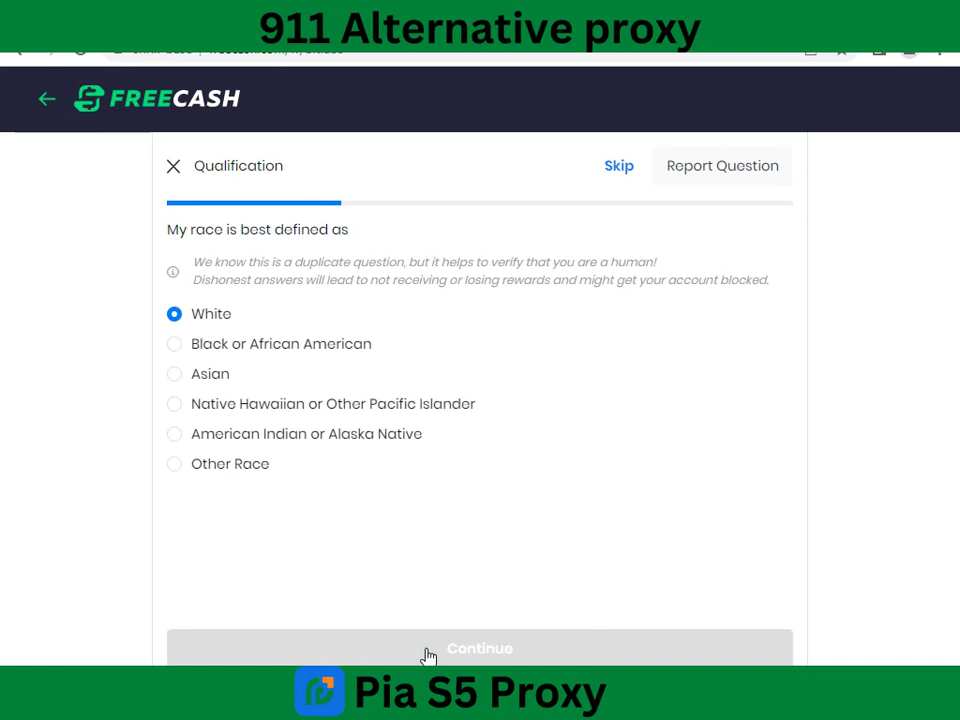 911 Alternative proxy
FREECASH
Qualification
Skip
Report Question
My race is best defined as
We know this is a duplicate question, but it helps to verify that you are a human!
Dishonest answers will lead to not receiving or losing rewards and might get your account blocked.
White
Black or African American
Asian
Native Hawaiian or Other Pacific Islander
American Indian or Alaska Native
Other Race
Continue
Pia S5 Proxy